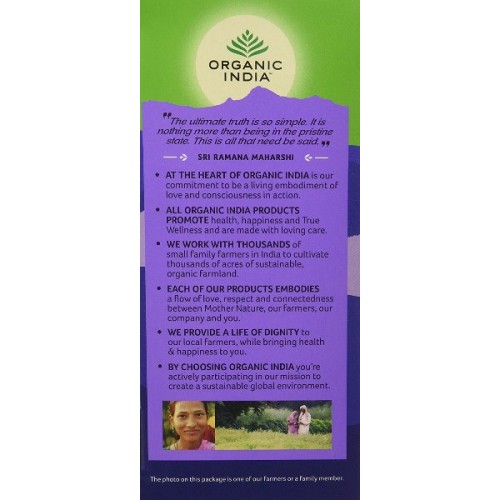 ORGANIC
INDIA™
"The ultimate truth is so simple. It is
nothing more than being in the pristine
state. This is all that need be said."
SRI RAMANA MAHARSHI
• AT THE HEART OF ORGANIC INDIA is our
commitment to be a living embodiment of
love and consciousness in action.
• ALL ORGANIC INDIA PRODUCTS
PROMOTE health, happiness and True
Wellness and are made with loving care.
• WE WORK WITH THOUSANDS of
small family farmers in India to cultivate
thousands of acres of sustainable,
organic farmland.
• EACH OF OUR PRODUCTS EMBODIES
a flow of love, respect and connectedness
between Mother Nature, our farmers, our
company and you.
• WE PROVIDE A LIFE OF DIGNITY to
our local farmers, while bringing health
& happiness to you.
• BY CHOOSING ORGANIC INDIA you're
actively participating in our mission to
create a sustainable global environment.
The photo on this package is one of our farmers or a family member.